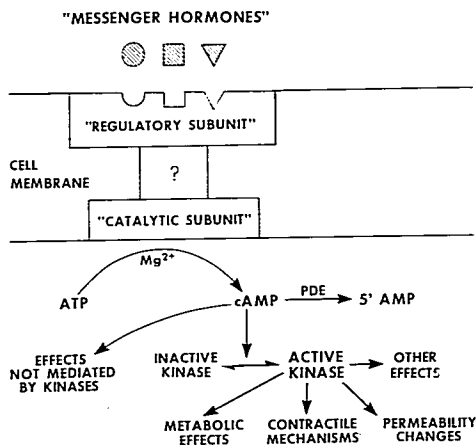 "MESSENGER HORMONES"
"REGULATORY SUBUNIT"
CELL
MEMBRANE
?
"CATALYTIC SUBUNIT"
Mg2+
ATP
cAMP
PDE
5' AMP
EFFECTS
NOT MEDIATED
BY KINASES
INACTIVE
KINASE
ACTIVE
KINASE
OTHER
EFFECTS
METABOLIC
EFFECTS
CONTRACTILE
MECHANISMS
PERMEABILITY
CHANGES